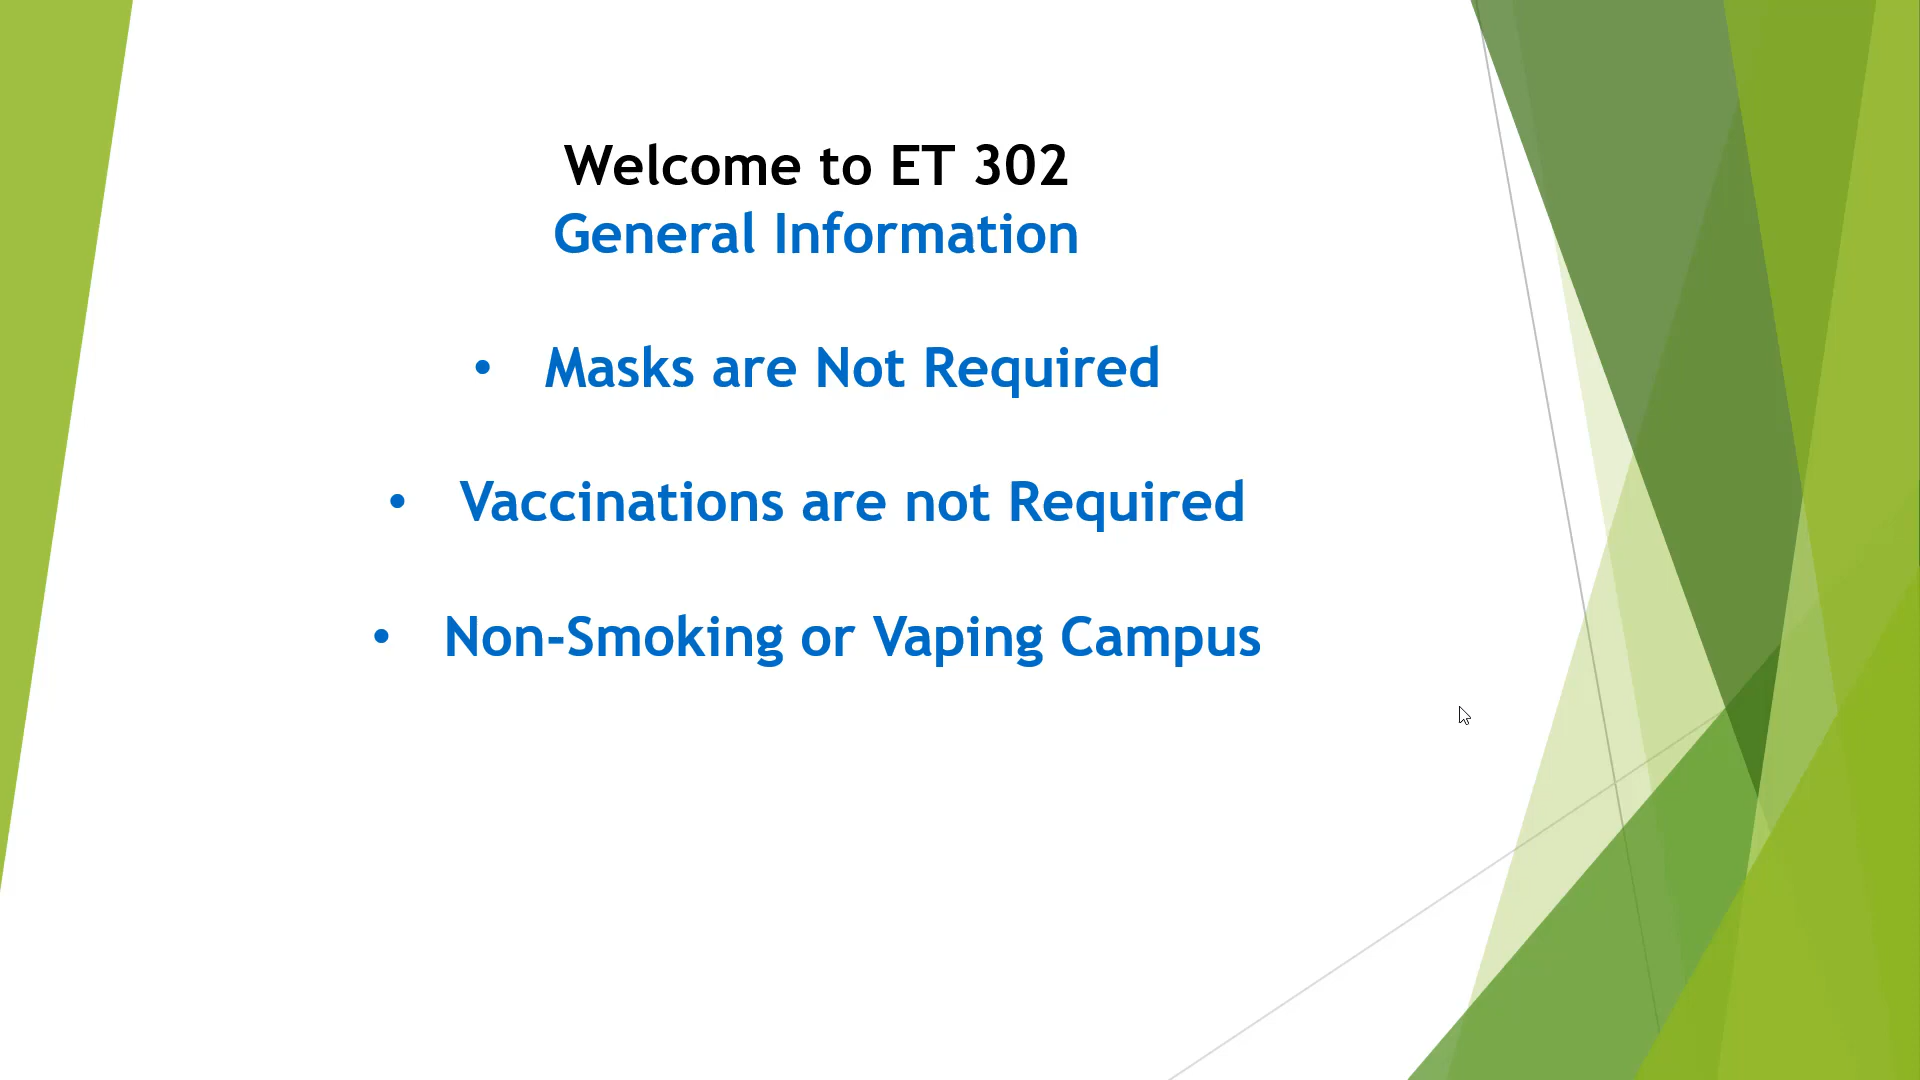 Welcome to ET 302
General Information
• Masks are Not Required
• Vaccinations are not Required
• Non-Smoking or Vaping Campus